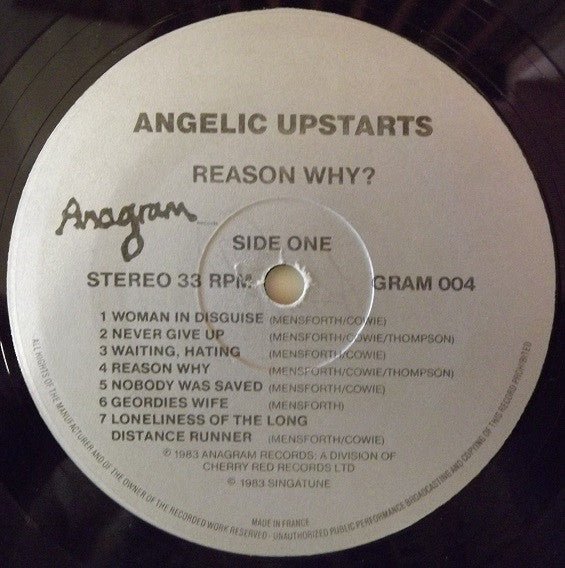 ANGELIC UPSTARTS
REASON WHY?
Anagram
SIDE ONE
STEREO 33 RPM
GRAM 004
1 WOMAN IN DISGUISE (MENSFORTH/COWIE)
2 NEVER GIVE UP (MENSFORTH/COWIE/THOMPSON)
3 WAITING, HATING (MENSFORTH/COWIE)
4 REASON WHY (MENSFORTH/COWIE/THOMPSON)
5 NOBODY WAS SAVED (MENSFORTH/COWIE)
6 GEORDIES WIFE (MENSFORTH)
7 LONELINESS OF THE LONG
DISTANCE RUNNER (MENSFORTH/COWIE)
℗ 1983 ANAGRAM RECORDS; A DIVISION OF
CHERRY RED RECORDS LTD
© 1983 SINGATUNE
MADE IN FRANCE
ALL RIGHTS OF THE MANUFACTURER AND OF THE OWNER OF THE RECORDED WORK RESERVED - UNAUTHORIZED PUBLIC PERFORMANCE BROADCASTING AND COPYING OF THIS RECORD PROHIBITED